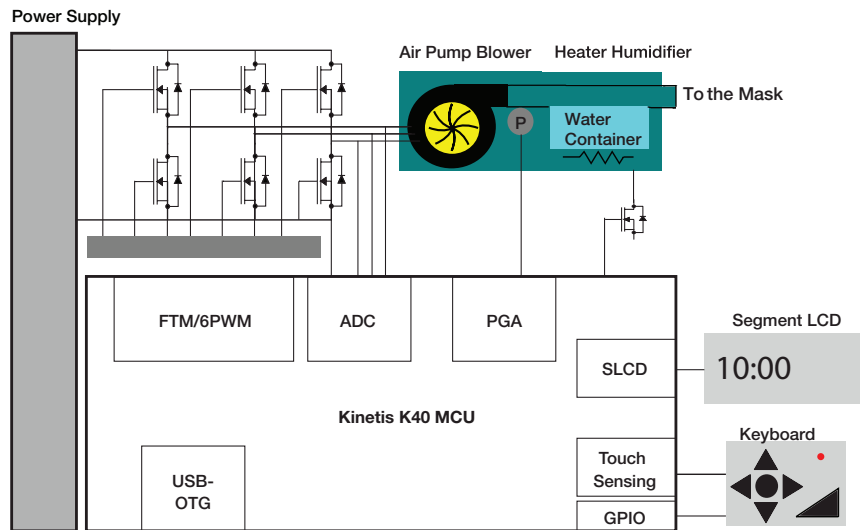 Power Supply
Air Pump Blower
Heater Humidifier
To the Mask
P
Water
Container
FTM/6PWM
ADC
PGA
Segment LCD
SLCD
10:00
Kinetis K40 MCU
Keyboard
USB-
OTG
Touch
Sensing
GPIO